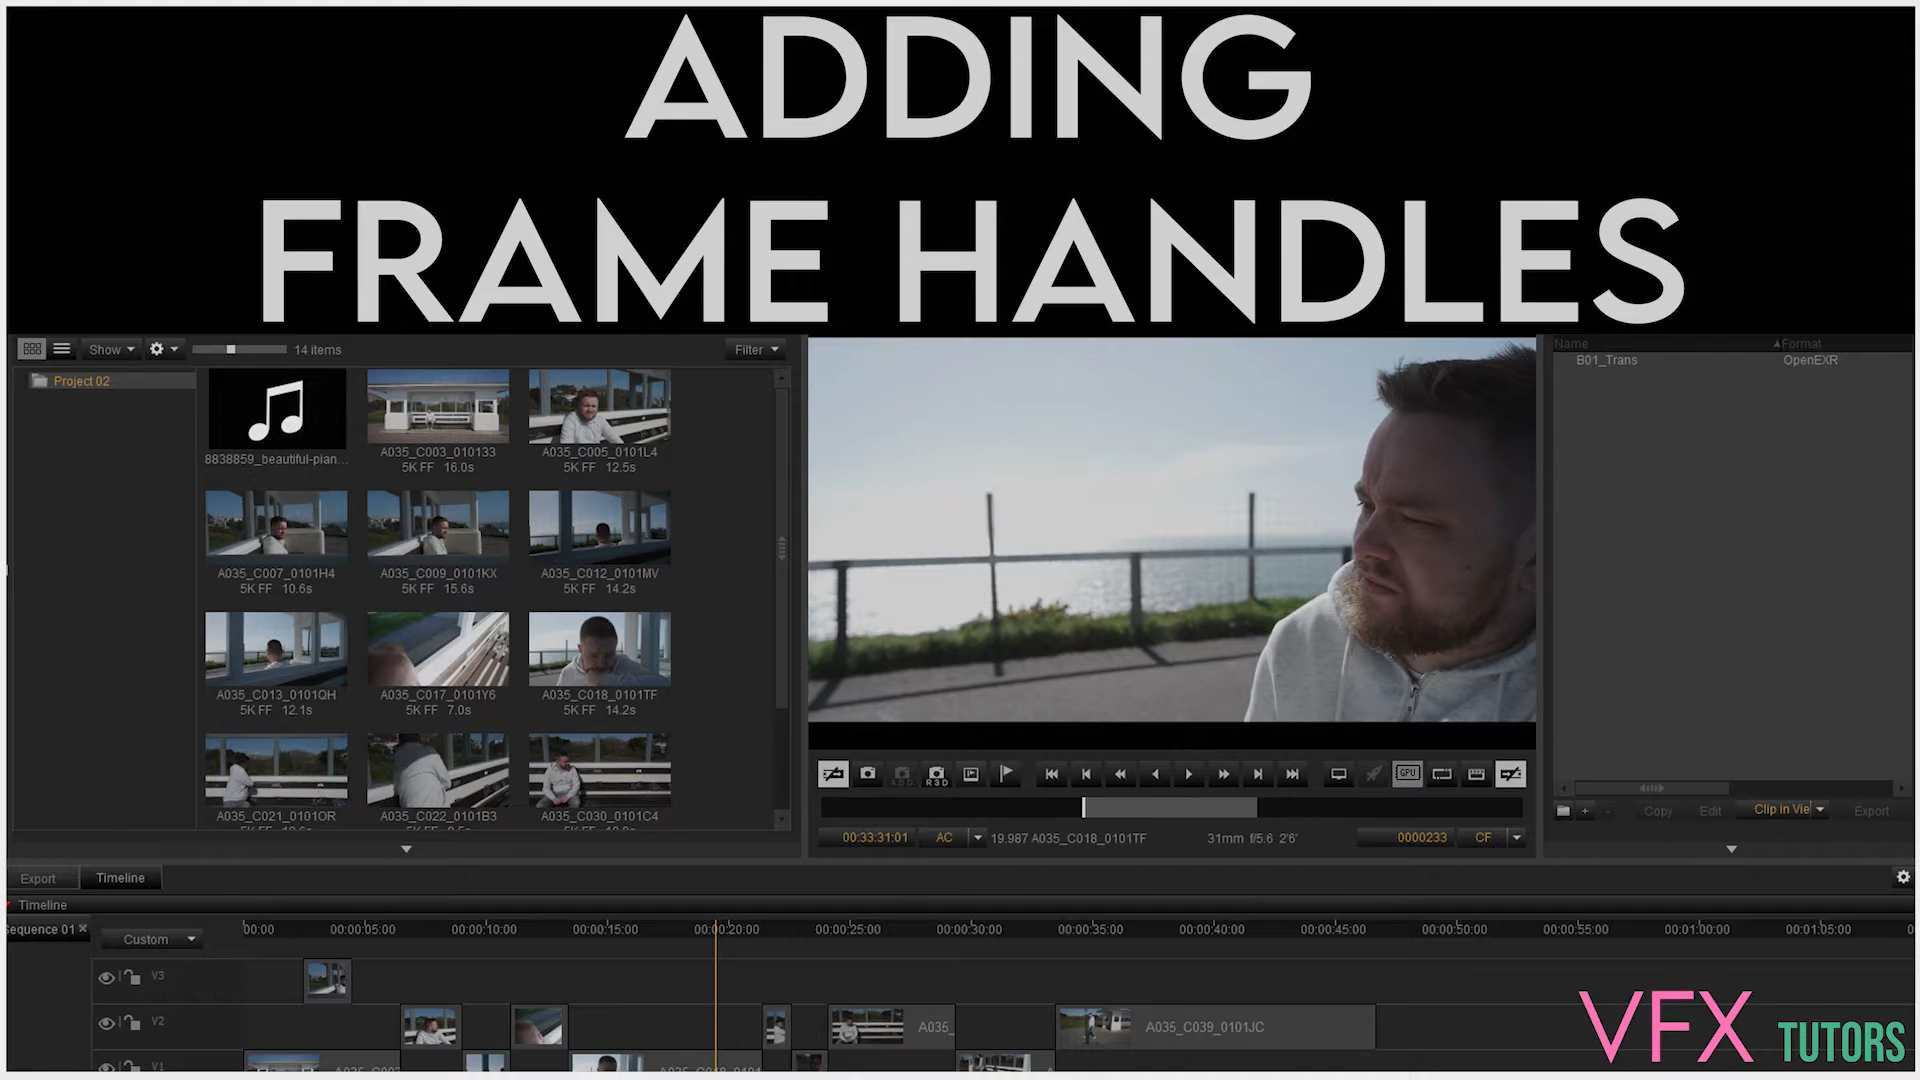 ADDING
FRAME HANDLES
Show
14 items
Filter
Name
Format
B01_Trans
OpenEXR
Project 02
8838859_beautiful-pian...
A035_C003_010133
5K FF 16.0s
A035_C005_0101L4
5K FF 12.5s
A035_C007_0101H4
5K FF 10.6s
A035_C009_0101KX
5K FF 15.6s
A035_C012_0101MV
5K FF 14.2s
A035_C013_0101QH
5K FF 12.1s
A035_C017_0101Y6
5K FF 7.0s
A035_C018_0101TF
5K FF 14.2s
A035_C021_0101OR
A035_C022_0101B3
A035_C030_0101C4
ADD
R3D
GPU
00:33:31:01
AC
19.987 A035_C018_0101TF
31mm f/5.6 2'6'
0000233
CF
Copy
Edit
Clip in Vie
Export
Export
Timeline
Timeline
Sequence 01
Custom
00:00
00:00:05:00
00:00:10:00
00:00:15:00
00:00:20:00
00:00:25:00
00:00:30:00
00:00:35:00
00:00:40:00
00:00:45:00
00:00:50:00
00:00:55:00
00:01:00:00
00:01:05:00
V3
V2
A035_
A035_C039_0101JC
V1
VFX TUTORS